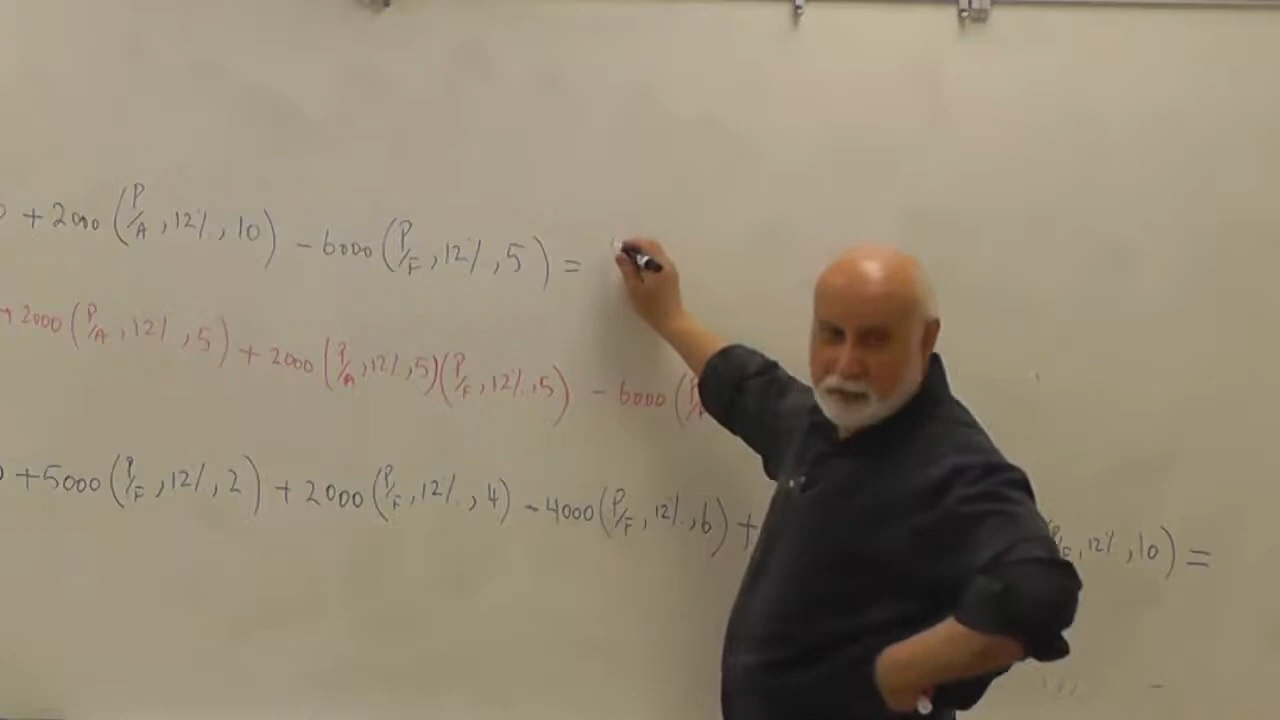 +2000 (P/A, 12%, 10) - 6000 (P/F, 12%, 5) =
2000 (P/A, 12%, 5) + 2000 (P/A, 12%, 5)(P/F, 12%, 5) - 6000 (P/
+5000 (P/F, 12%, 2) + 2000 (P/F, 12%, 4) - 4000 (P/F, 12%, 6) + P/F, 12%, 10) =